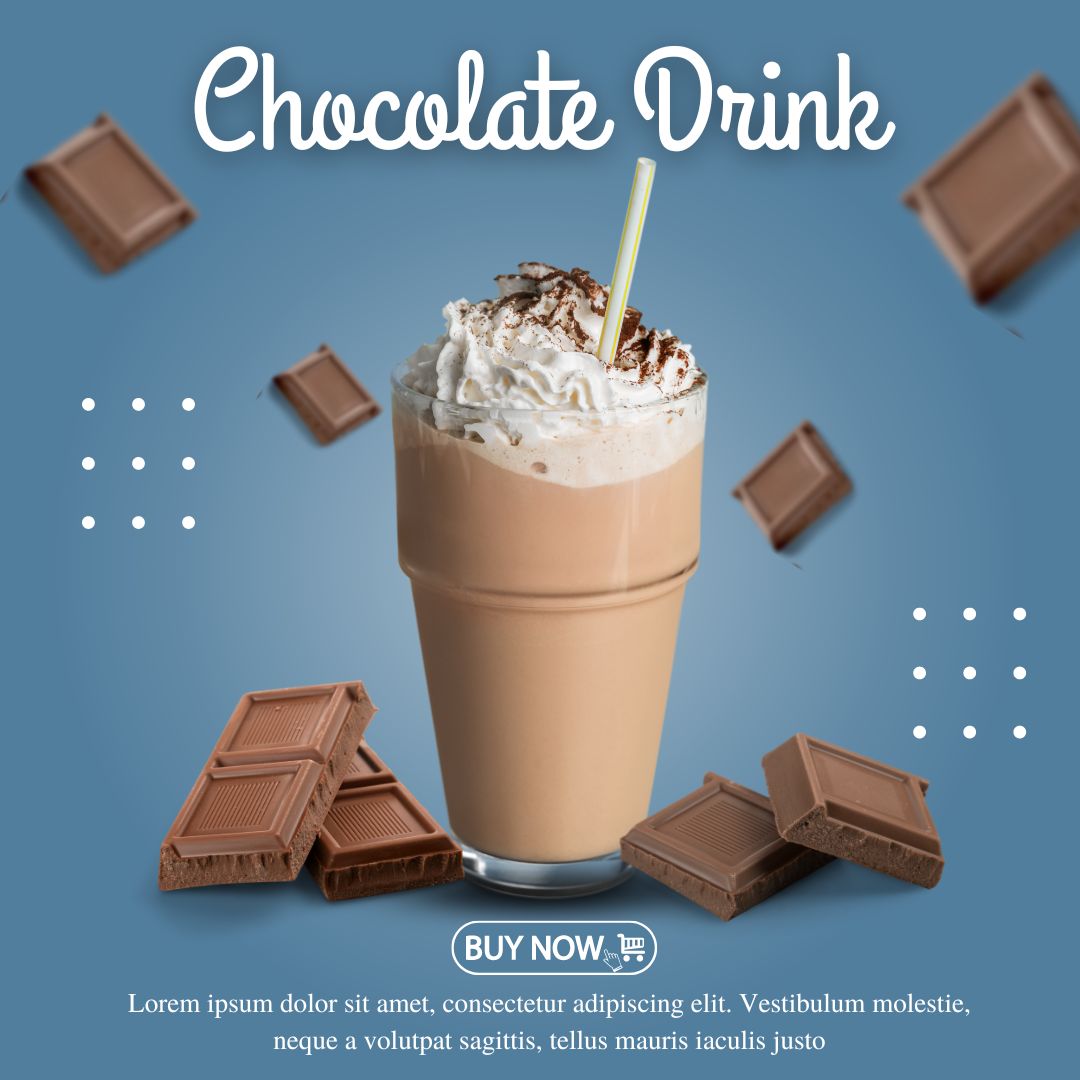 Chocolate Drink
BUY NOW
Lorem ipsum dolor sit amet, consectetur adipiscing elit. Vestibulum molestie,
neque a volutpat sagittis, tellus mauris iaculis justo